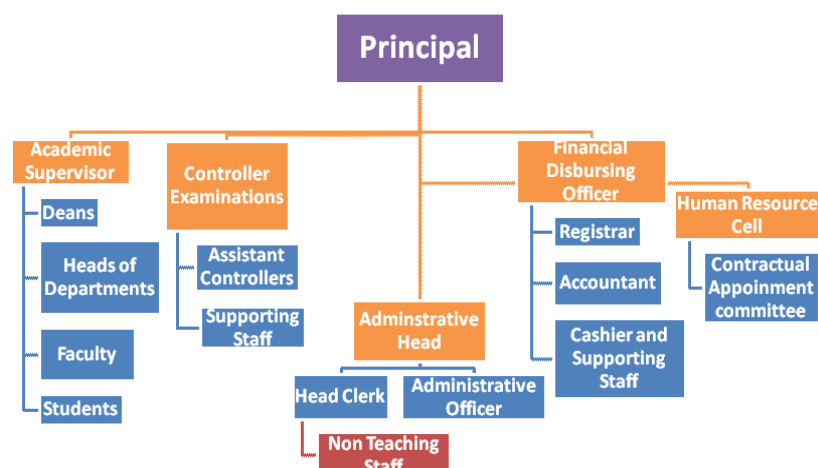 Principal
Academic
Supervisor
Deans
Heads of
Departments
Faculty
Students
Controller
Examinations
Assistant
Controllers
Supporting
Staff
Adminstrative
Head
Head Clerk
Non Teaching
Staff
Administrative
Officer
Financial
Disbursing
Officer
Registrar
Accountant
Cashier and
Supporting
Staff
Human Resource
Cell
Contractual
Appoinment
committee